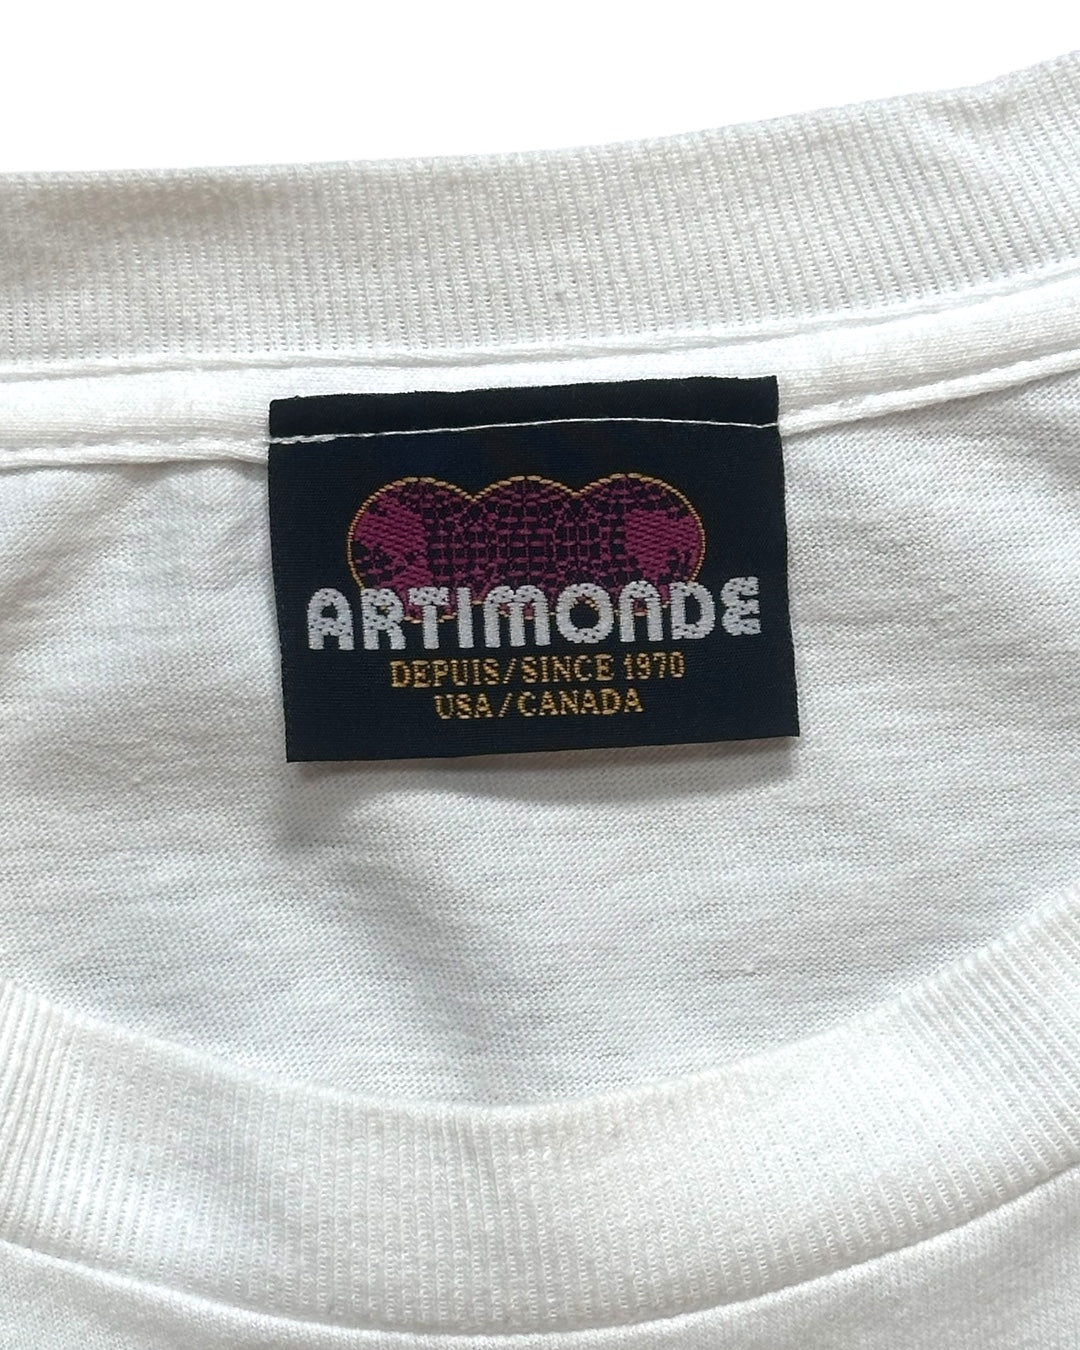 ARTIMONDE
DEPUIS/SINCE 1970
USA/CANADA